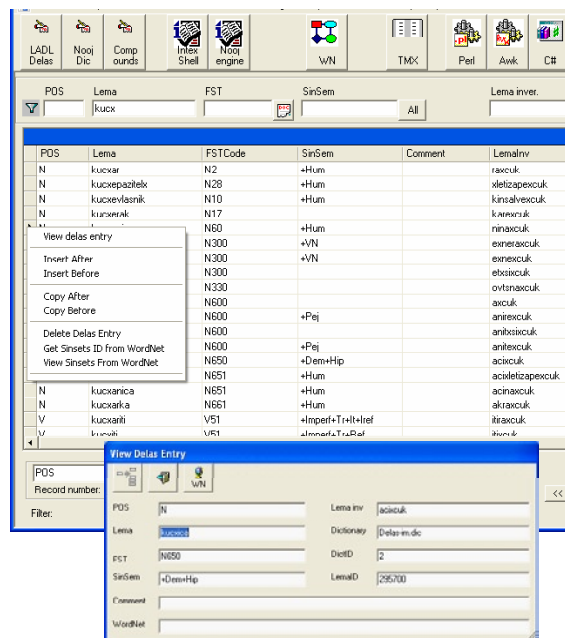 LADL Delas
Nooj Dic
Comp ounds
Intex Shell
Nooj engine
WN
TMX
Perl
Awk
C#
POS Lema FST SinSem Lema inver.
kucx All
POS Lema FSTCode SinSem Comment LemaInv
N kucxar N2 +Hum raxcuk
N kucxepazitelx N28 +Hum xletizapexcuk
N kucxevlasnik N10 +Hum kinsalvexcuk
N kucxerak N17 karexcuk
N60 +Hum ninaxcuk
N300 +VN exneraxcuk
N300 +VN exnexcuk
N300 etxsixcuk
N330 ovtsnaxcuk
N600 axcuk
N600 +Pej anirexcuk
N600 anitxsixcuk
N600 +Pej anitexcuk
N650 +Dem+Hip acixcuk
N651 +Hum acixletizapexcuk
N kucxanica N651 +Hum acinaxcuk
N kucxarka N661 +Hum akraxcuk
V kucxariti V51 +Imperf+Tr+It+Iref itiraxcuk
V kucxiti V51 +Imperf+Tr+Ref itixcuk
View delas entry
Insert After
Insert Before
Copy After
Copy Before
Delete Delas Entry
Get Sinsets ID from WordNet
View Sinsets From WordNet
POS
Record number:
<<
Filter:
View Delas Entry
WN
POS N Lema inv acixcuk
Lema kucxica Dictionary Delas-im.dic
FST N650 DictID 2
SinSem +Dem+Hip LemaID 295700
Comment
WordNet